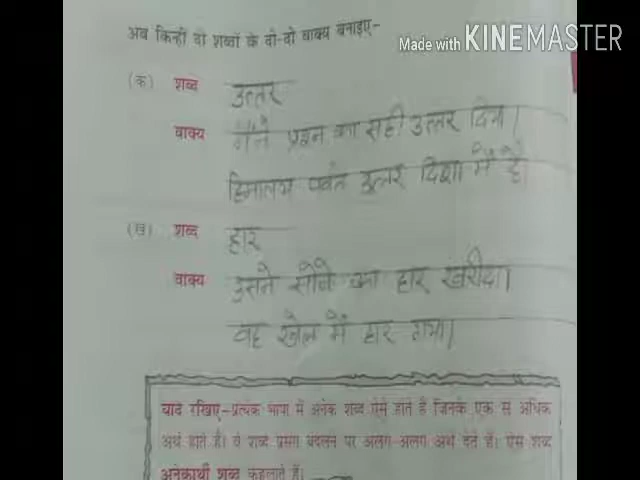 अब किन्हीं दो शब्दों के दो-दो वाक्य बनाइए-
Made with KINEMASTER
(क) शब्द उत्तर
वाक्य मैंने प्रश्न का सही उत्तर दिया।
हिमालय पर्वत उत्तर दिशा में है।
(ख) शब्द हार
वाक्य उसने सोने का हार खरीदा।
वह खेल में हार गया।
याद रखिए-प्रत्येक भाषा में अनेक शब्द ऐसे होते हैं जिनके एक से अधिक
अर्थ होते हैं। वे शब्द प्रसंग बदलने पर अलग-अलग अर्थ देते हैं। ऐसे शब्द
अनेकार्थी शब्द कहलाते हैं।